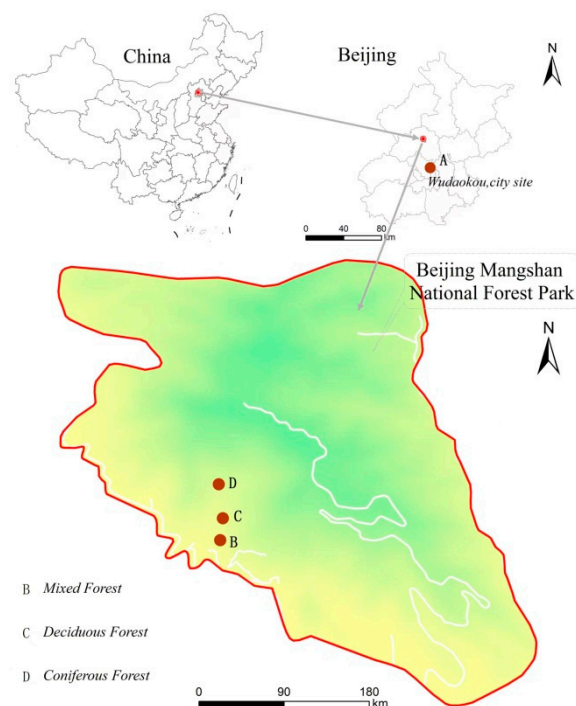 China
Beijing
N
A
Wudaokou,city site
0 40 80
km
Beijing Mangshan
National Forest Park
N
D
C
B
B Mixed Forest
C Deciduous Forest
D Coniferous Forest
0 90 180
km